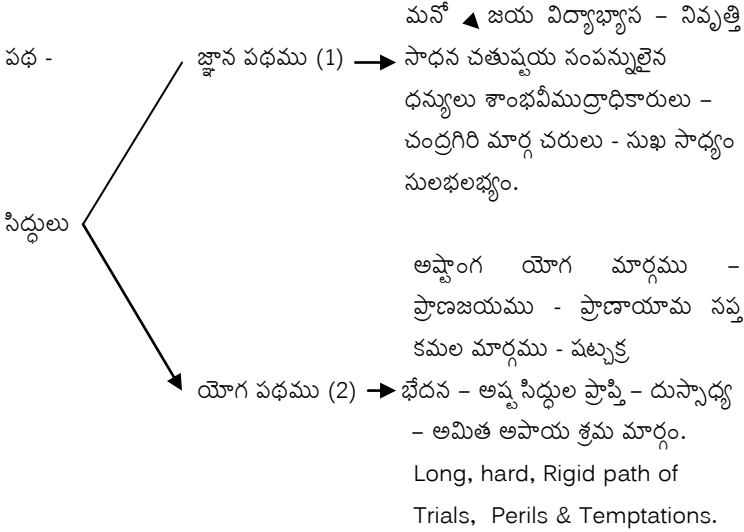 మనో జయ విద్యాభ్యాస – నివృత్తి
పథ - జ్ఞాన పథము (1) సాధన చతుష్టయ సంపన్నులైన
ధన్యులు శాంభవీముద్రాధికారులు –
చంద్రగిరి మార్గ చరులు - సుఖ సాధ్యం
సులభలభ్యం.
సిద్ధులు
అష్టాంగ యోగ మార్గము –
ప్రాణజయము - ప్రాణాయామ సప్త
కమల మార్గము - షట్చక్ర
యోగ పథము (2) భేదన – అష్ట సిద్ధుల ప్రాప్తి – దుస్సాధ్య
– అమిత అపాయ శ్రమ మార్గం.
Long, hard, Rigid path of
Trials, Perils & Temptations.